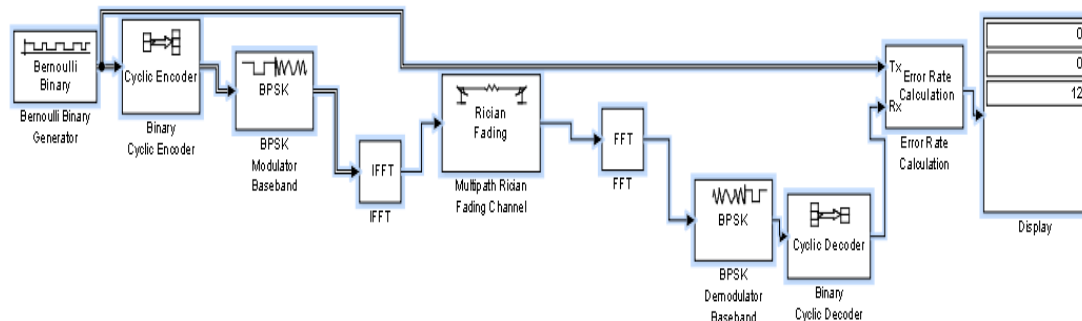 Bernoulli
Binary
Bernoulli Binary
Generator
Cyclic Encoder
Binary
Cyclic Encoder
BPSK
BPSK
Modulator
Baseband
IFFT
IFFT
Rician
Fading
Multipath Rician
Fading Channel
FFT
FFT
BPSK
BPSK
Demodulator
Baseband
Cyclic Decoder
Binary
Cyclic Decoder
Tx
Error Rate
Calculation
Rx
Error Rate
Calculation
0
0
12
Display